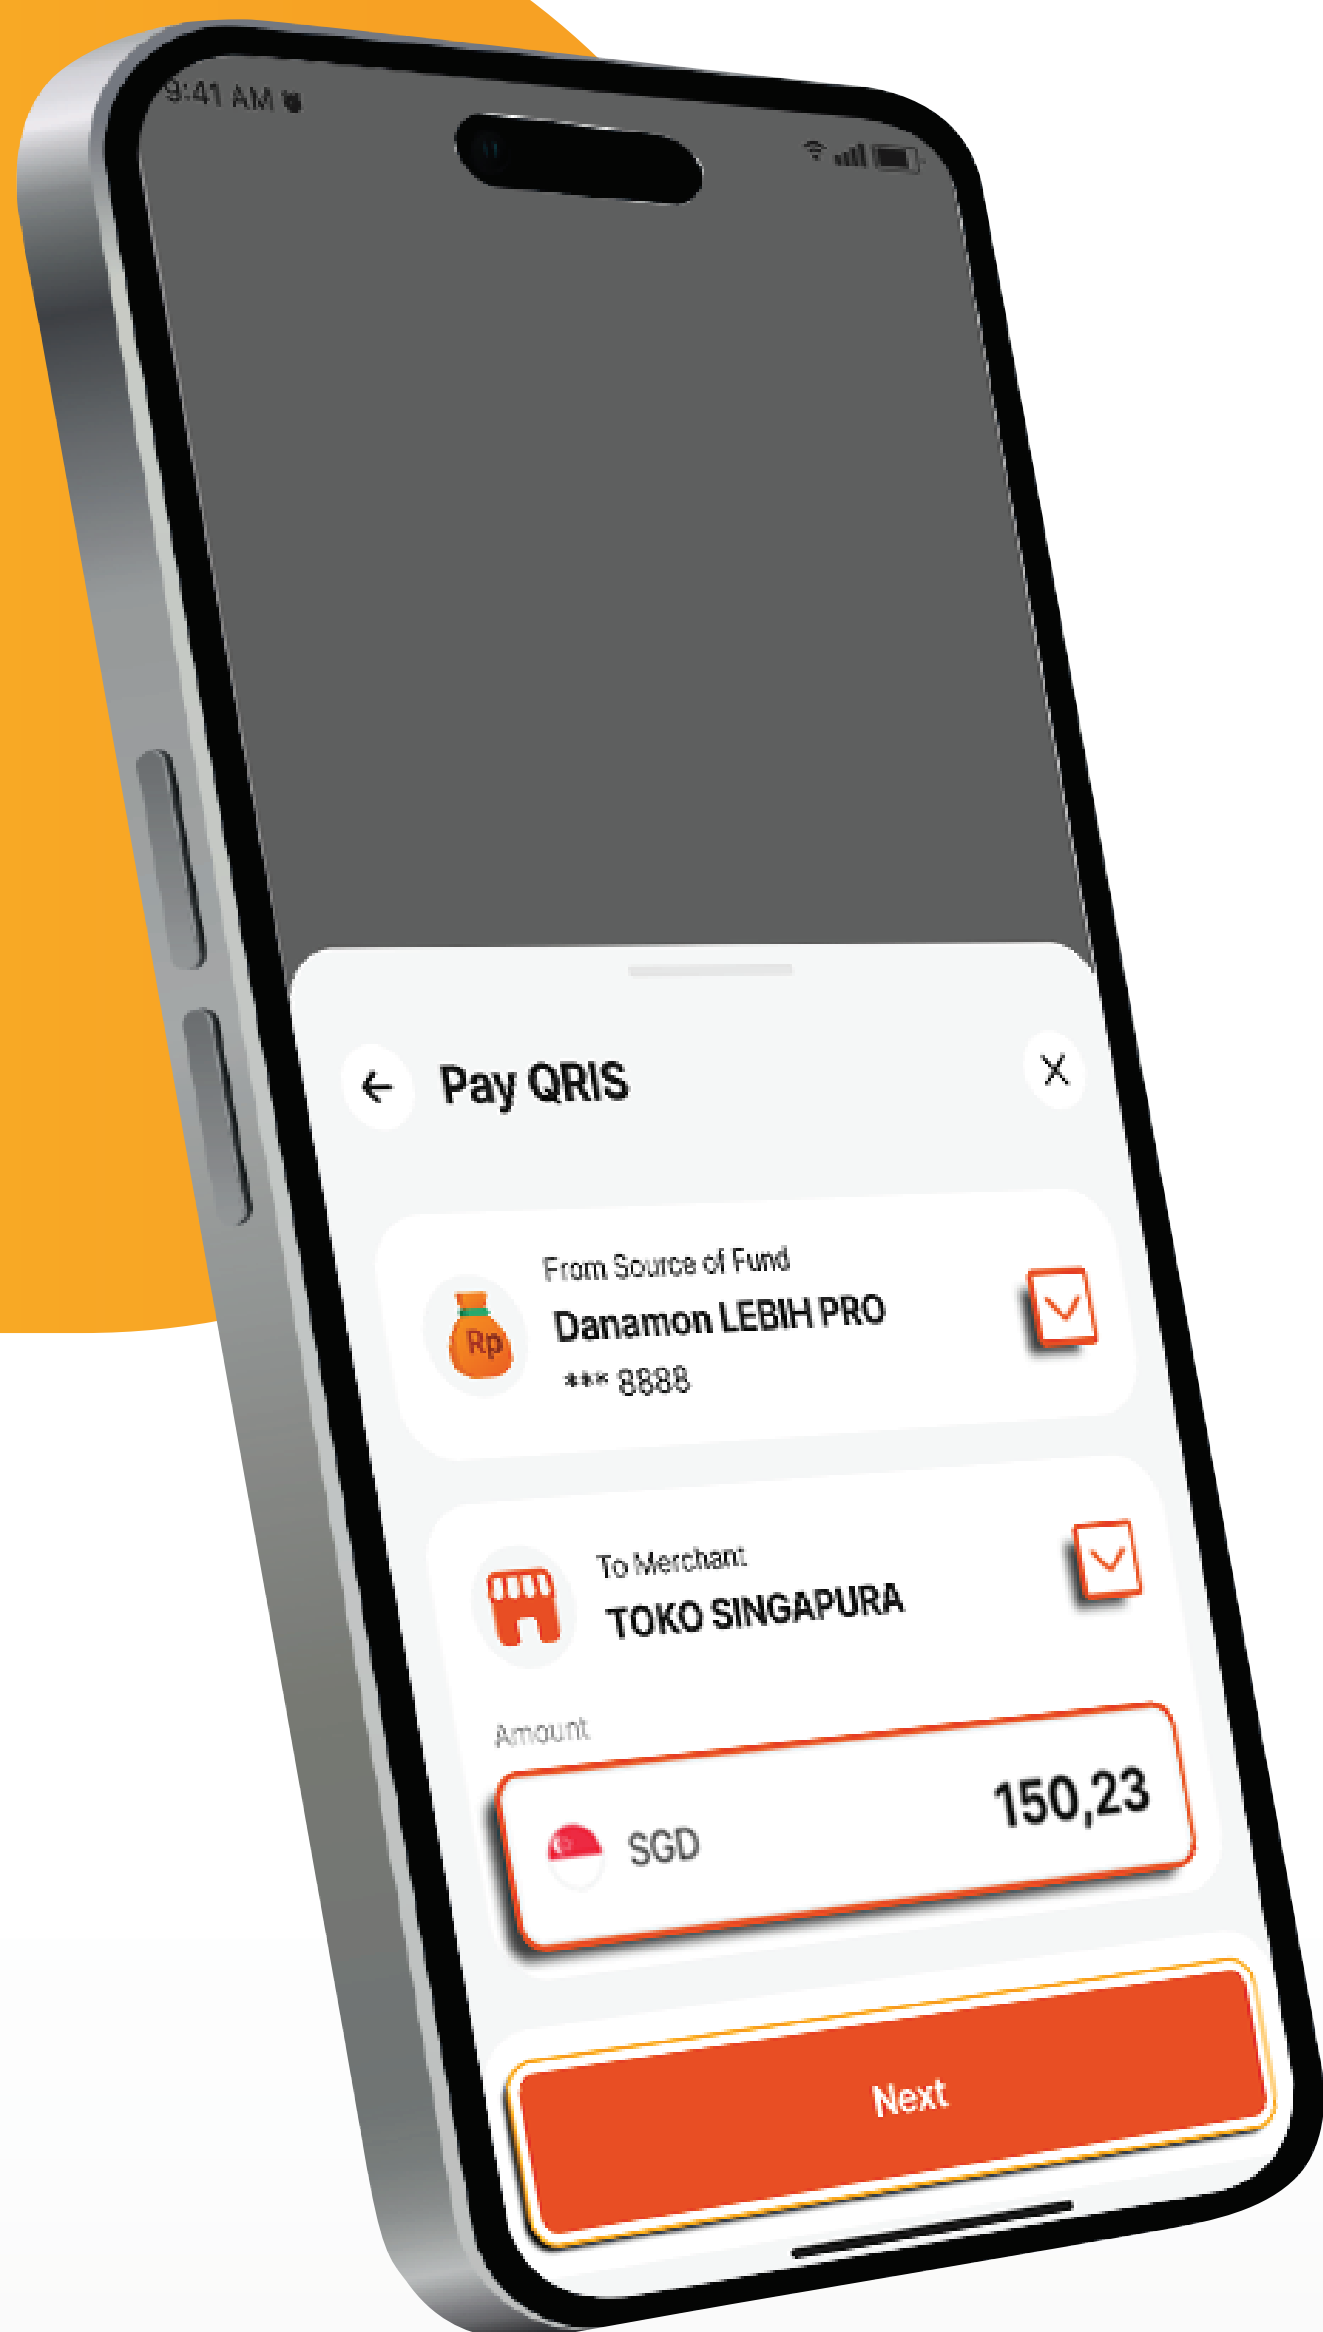 9:41 AM
Pay QRIS
From Source of Fund
Rp
Danamon LEBIH PRO
*** 8888
To Merchant
TOKO SINGAPURA
Amount
SGD
150,23
Next